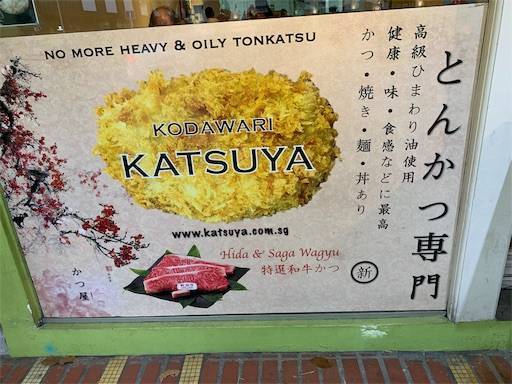 NO MORE HEAVY & OILY TONKATSU
KODAWARI
KATSUYA
www.katsuya.com.sg
Hida & Saga Wagyu
特選和牛かつ
とんかつ専門
高級ひまわり油使用
健康・味・食感などに最高
かつ・焼き・麺・丼あり
新
かつ屋